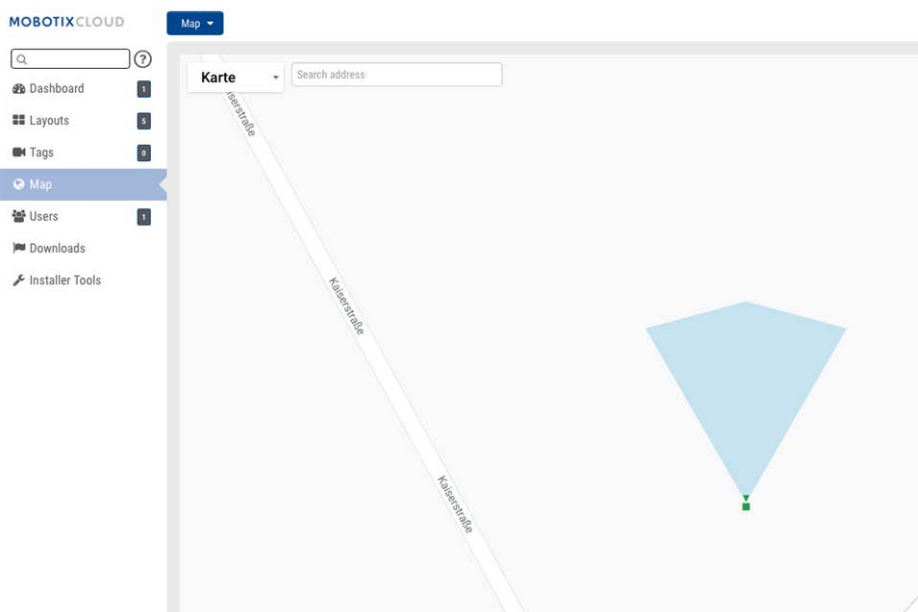 MOBOTIXCLOUD
Map
?
Dashboard 1
Layouts 5
Tags 0
Map
Users 1
Downloads
Installer Tools
Karte
Search address
iserstraße
Kaiserstraße
Kaiserstraße